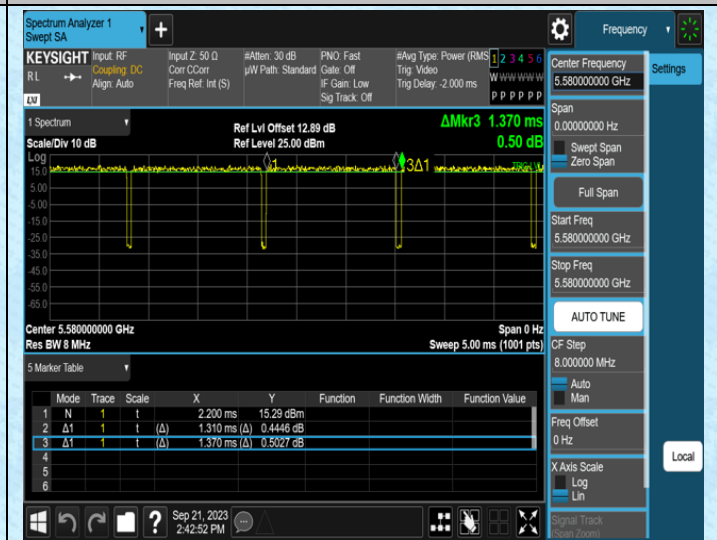 Spectrum Analyzer 1
Swept SA
+
Frequency
KEYSIGHT
Input: RF
Input Z: 50 Ω
#Atten: 30 dB
PNO: Fast
#Avg Type: Power (RMS
1 2 3 4 5 6
RL
Coupling: DC
Corr CCorr
µW Path: Standard
Gate: Off
Trig: Video
W W W W W W
Align: Auto
Freq Ref: Int (S)
IF Gain: Low
Trig Delay: -2.000 ms
Sig Track: Off
P P P P P P
LXI
1 Spectrum
Ref Lvl Offset 12.89 dB
ΔMkr3 1.370 ms
Scale/Div 10 dB
Ref Level 25.00 dBm
0.50 dB
Log
1
3Δ1
15.0
5.00
-5.00
-15.0
-25.0
-35.0
-45.0
-55.0
-65.0
Center 5.580000000 GHz
Span 0 Hz
Res BW 8 MHz
Sweep 5.00 ms (1001 pts)
5 Marker Table
Mode Trace Scale X Y Function Function Width Function Value
1 N 1 t 2.200 ms 15.29 dBm
2 Δ1 1 t (Δ) 1.310 ms (Δ) 0.4446 dB
3 Δ1 1 t (Δ) 1.370 ms (Δ) 0.5027 dB
4
5
6
Sep 21, 2023
2:42:52 PM
Center Frequency
5.580000000 GHz
Settings
Span
0.00000000 Hz
Swept Span
Zero Span
Full Span
Start Freq
5.580000000 GHz
Stop Freq
5.580000000 GHz
AUTO TUNE
CF Step
8.000000 MHz
Auto
Man
Freq Offset
0 Hz
Local
X Axis Scale
Log
Lin
Signal Track
(Span Zoom)